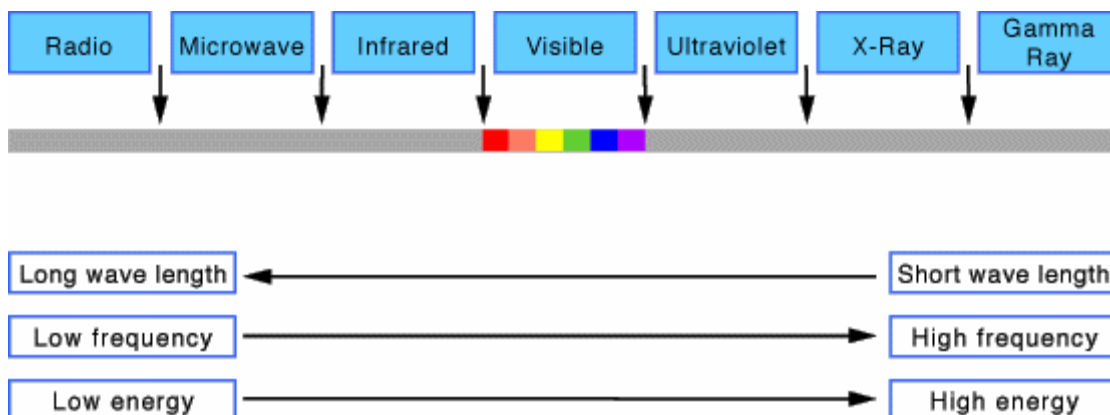 Radio
Microwave
Infrared
Visible
Ultraviolet
X-Ray
Gamma
Ray
Long wave length
Short wave length
Low frequency
High frequency
Low energy
High energy